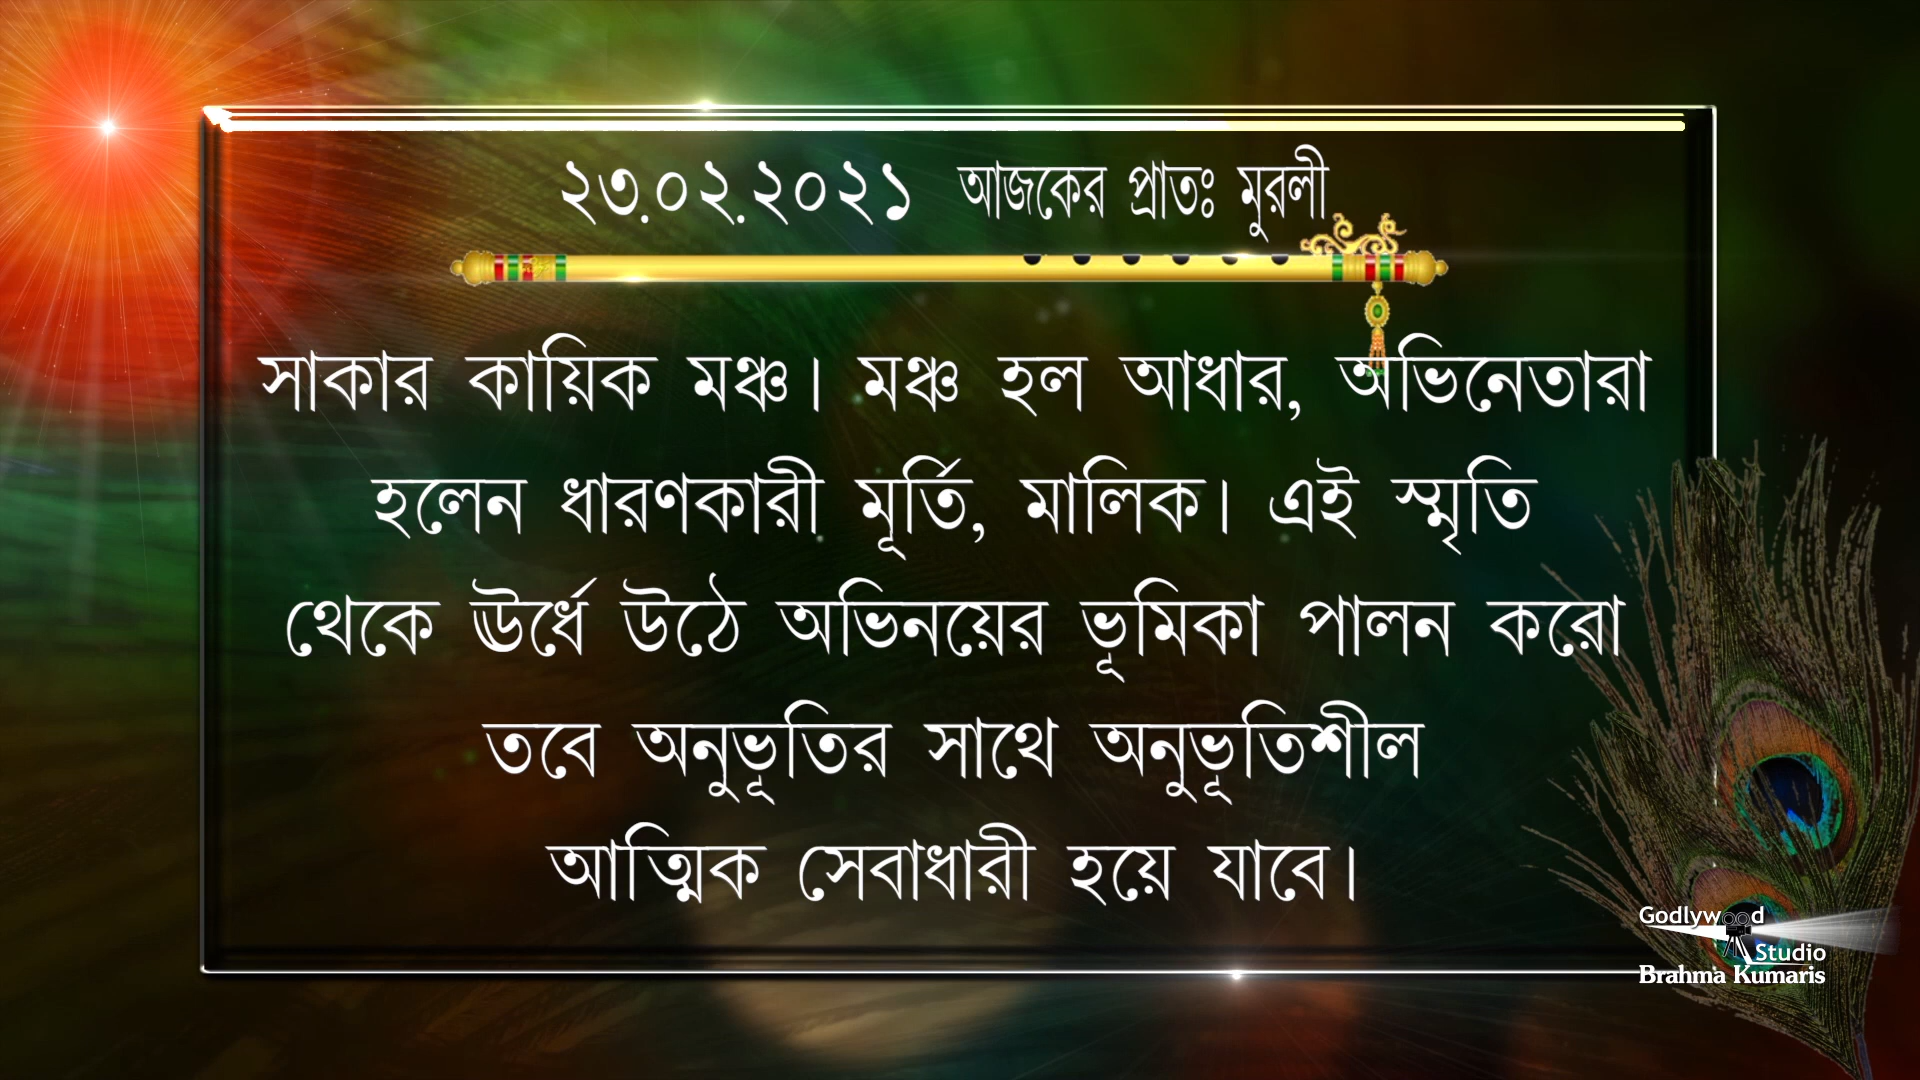 ২৩.০২.২০২১ আজকের প্রাতঃ মুরলী
সাকার কায়িক মঞ্চ। মঞ্চ হল আধার, অভিনেতারা
হলেন ধারণকারী মূর্তি, মালিক। এই স্মৃতি
থেকে ঊর্ধে উঠে অভিনয়ের ভূমিকা পালন করো
তবে অনুভূতির সাথে অনুভূতিশীল
আত্মিক সেবাধারী হয়ে যাবে।
Godlywood
Studio
Brahma Kumaris